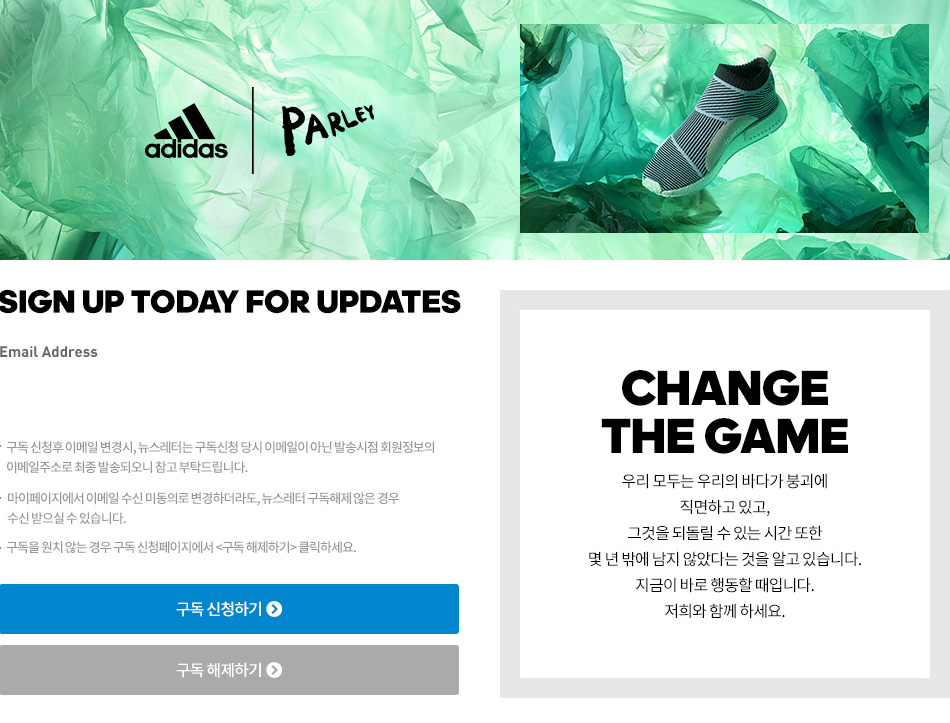 adidas
PARLEY
SIGN UP TODAY FOR UPDATES
Email Address
· 구독 신청후 이메일 변경시, 뉴스레터는 구독신청 당시 이메일이 아닌 발송시점 회원정보의
이메일주소로 최종 발송되오니 참고 부탁드립니다.
· 마이페이지에서 이메일 수신 미동의로 변경하더라도, 뉴스레터 구독해제 않은 경우
수신 받으실 수 있습니다.
· 구독을 원치 않는 경우 구독 신청페이지에서 <구독 해제하기> 클릭하세요.
구독 신청하기
구독 해제하기
CHANGE
THE GAME
우리 모두는 우리의 바다가 붕괴에
직면하고 있고,
그것을 되돌릴 수 있는 시간 또한
몇 년 밖에 남지 않았다는 것을 알고 있습니다.
지금이 바로 행동할 때입니다.
저희와 함께 하세요.